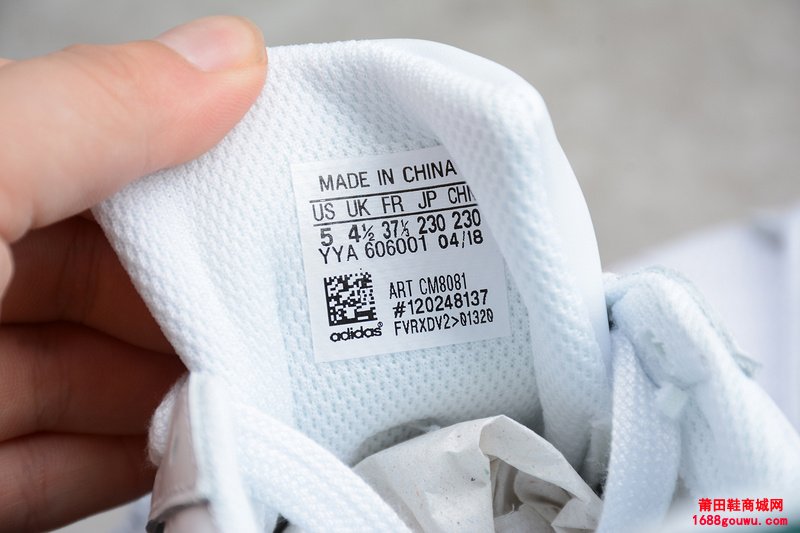 MADE IN CHINA
US UK FR JP CHN
5 4½ 37⅓ 230 230
YYA 606001 04/18
ART CM8081
#120248137
adidas
FVRXDV2>01320
莆田鞋商城网
1688gouwu.com